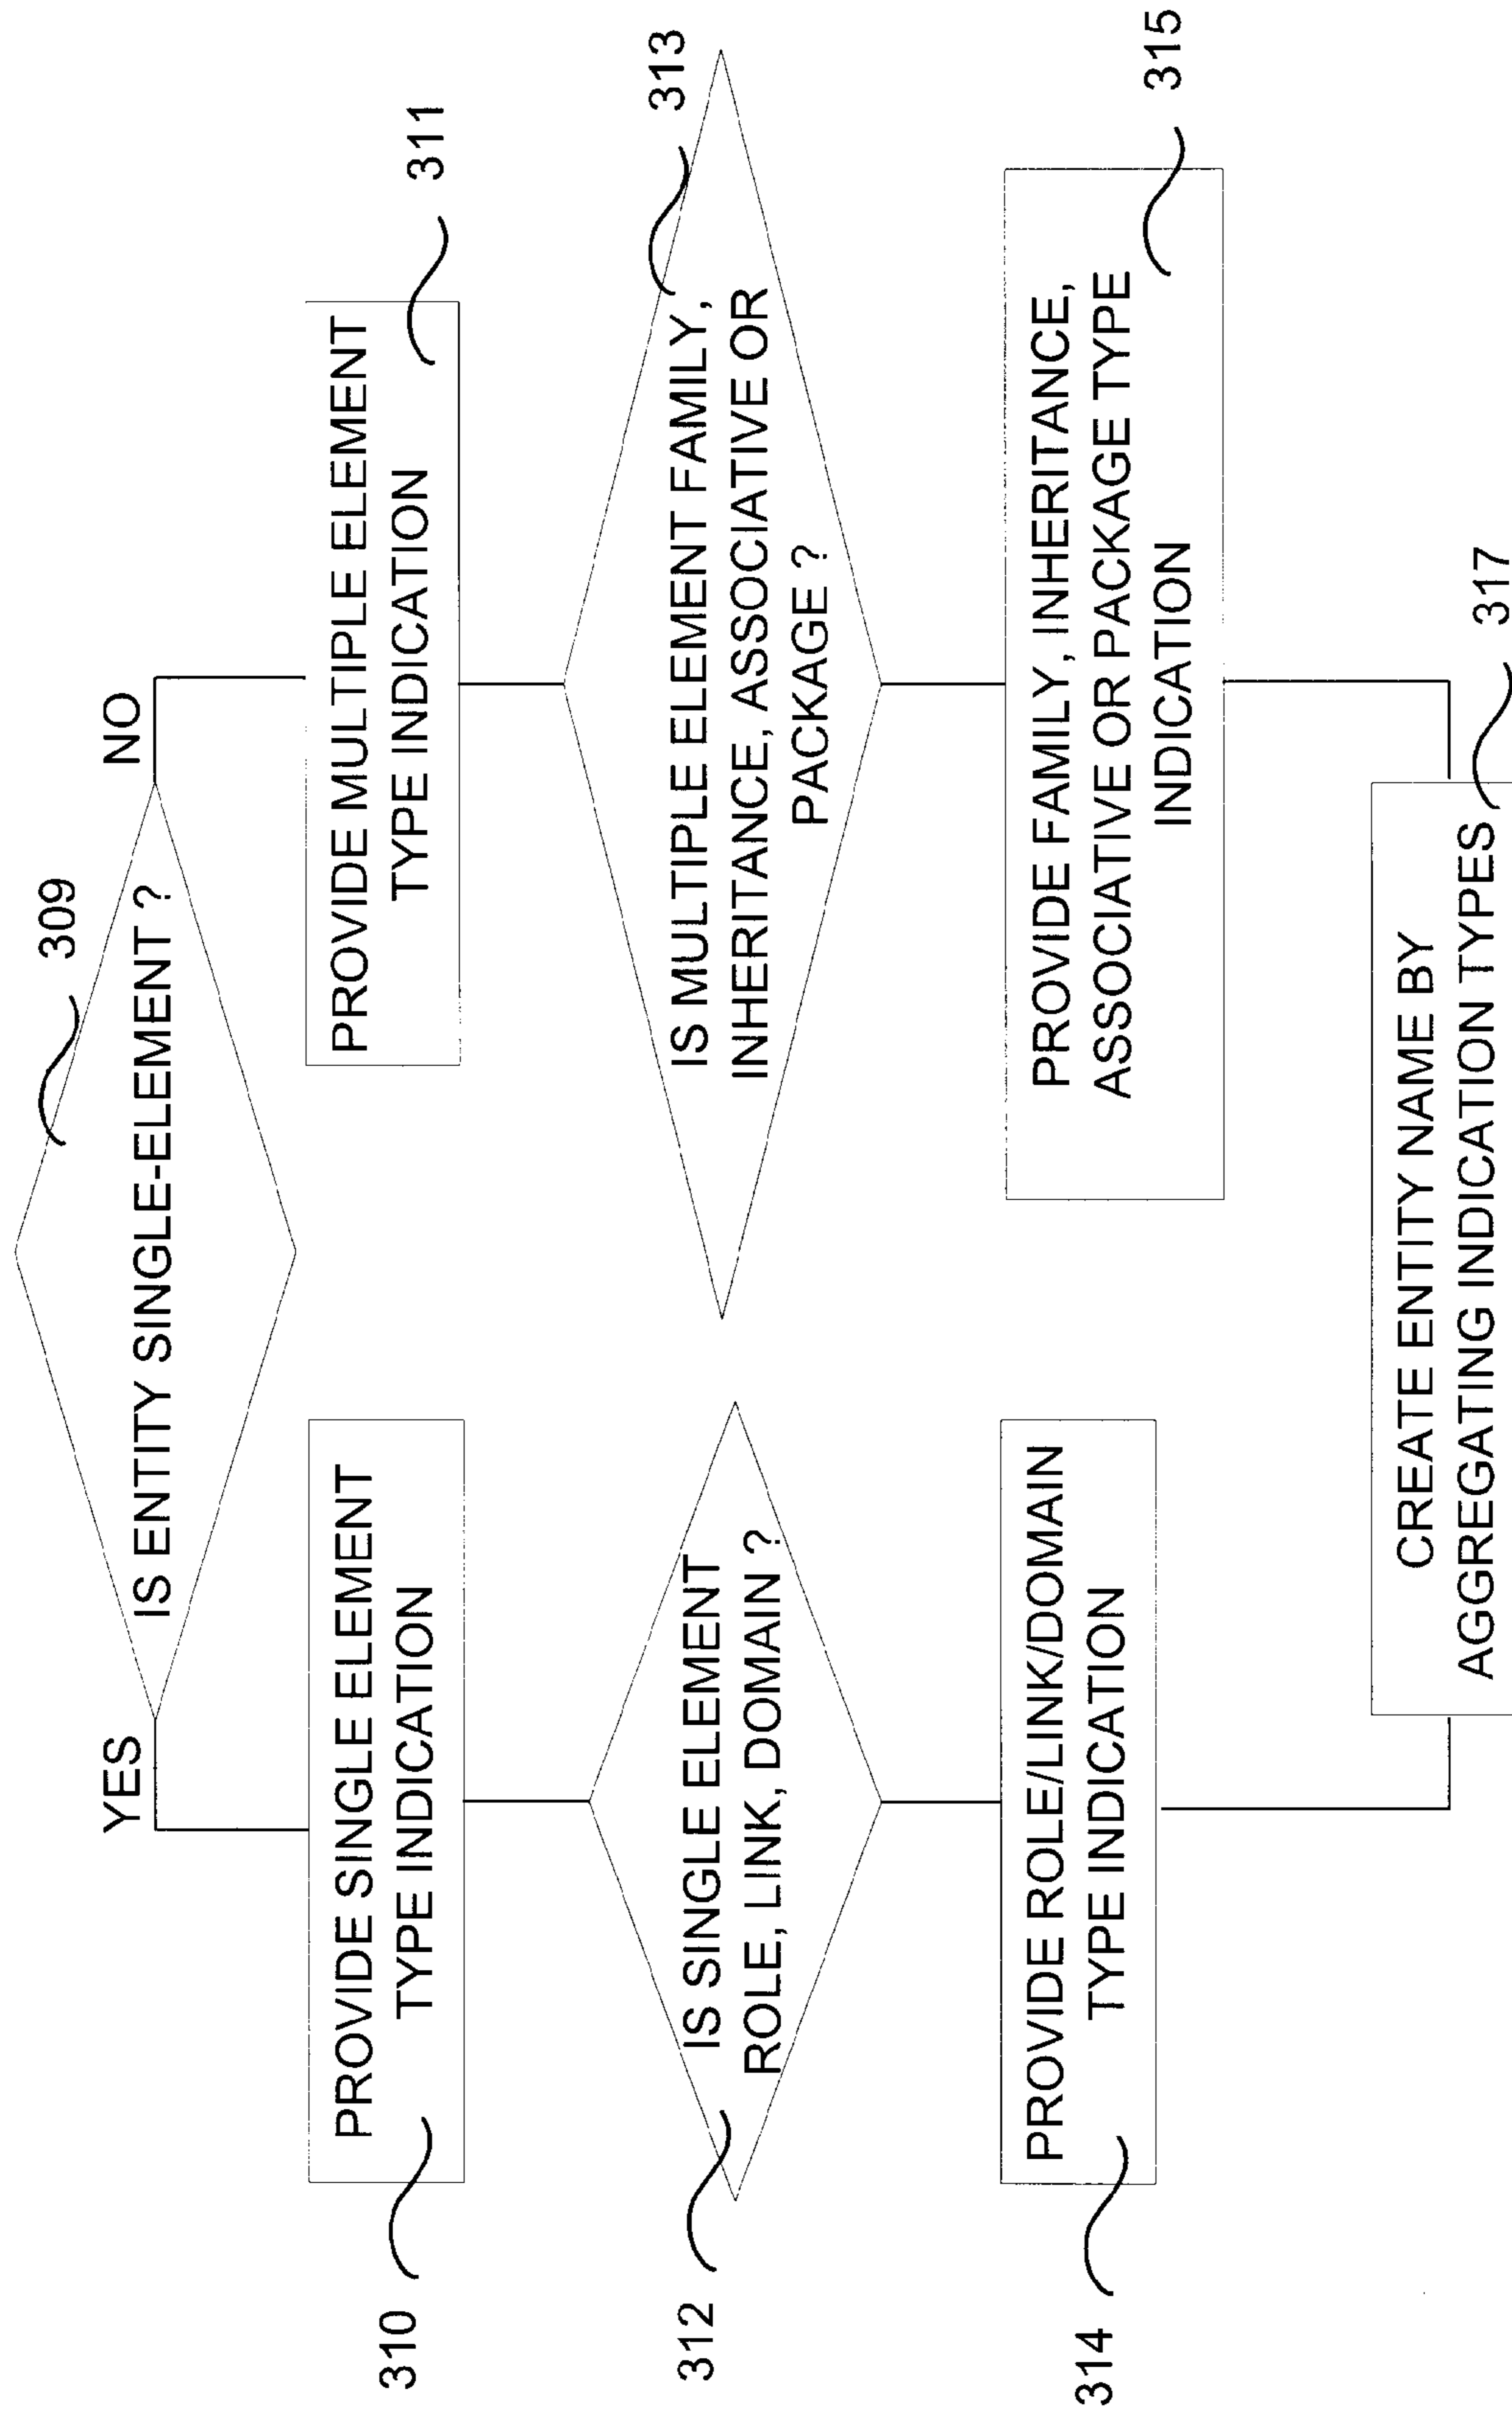 309
IS ENTITY SINGLE-ELEMENT ?
YES
NO
310
PROVIDE SINGLE ELEMENT
TYPE INDICATION
PROVIDE MULTIPLE ELEMENT
TYPE INDICATION
311
312
IS SINGLE ELEMENT
ROLE, LINK, DOMAIN ?
IS MULTIPLE ELEMENT FAMILY,
INHERITANCE, ASSOCIATIVE OR
PACKAGE ?
313
314
PROVIDE ROLE/LINK/DOMAIN
TYPE INDICATION
PROVIDE FAMILY, INHERITANCE,
ASSOCIATIVE OR PACKAGE TYPE
INDICATION
315
CREATE ENTITY NAME BY
AGGREGATING INDICATION TYPES
317